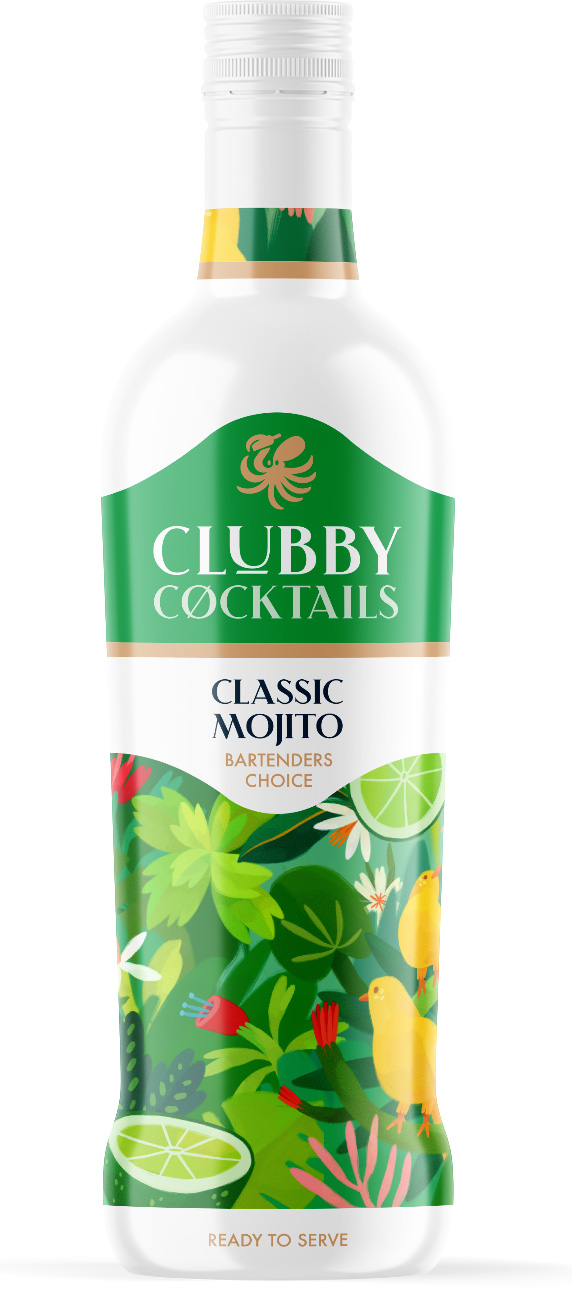 CLUBBY
CØCKTAILS
CLASSIC
MOJITO
BARTENDERS
CHOICE
READY TO SERVE